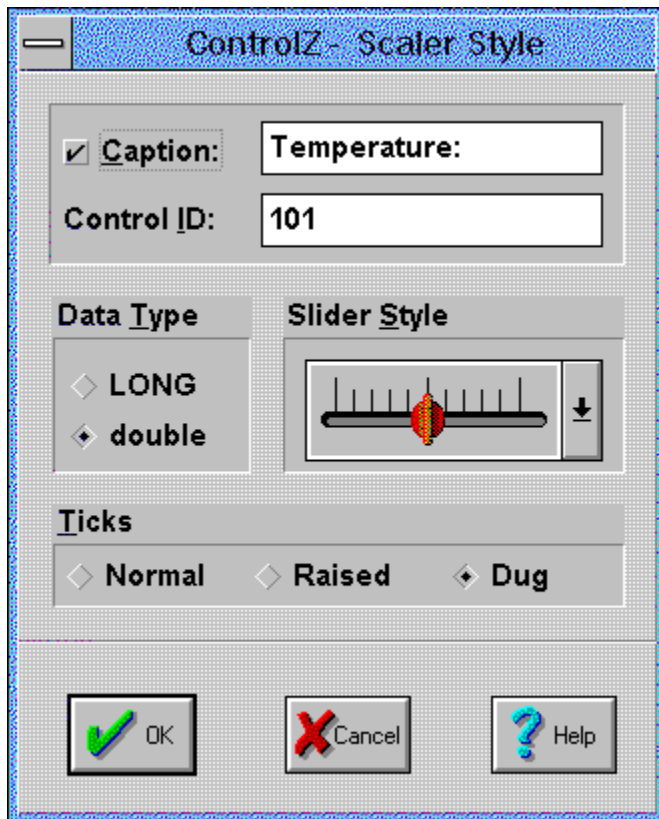 ControlZ - Scaler Style
Caption: Temperature:
Control ID: 101
Data Type Slider Style
LONG
double
Ticks
Normal Raised Dug
OK Cancel Help